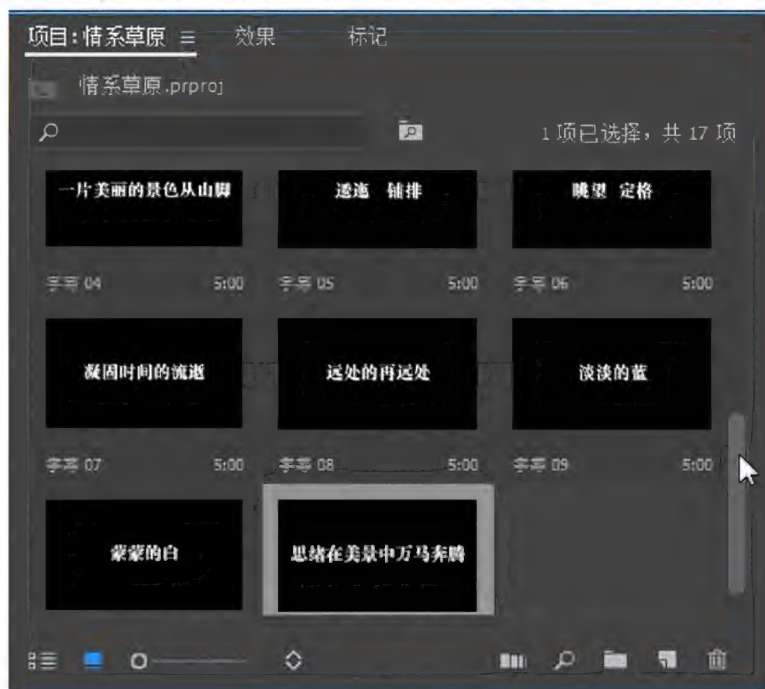 项目:情系草原 ≡ 效果 标记
情系草原.prproj
1 项已选择，共 17 项
一片美丽的景色从山脚
逶迤 铺排
眺望 定格
字幕 04 5:00
字幕 05 5:00
字幕 06 5:00
凝固时间的流逝
远处的再远处
淡淡的蓝
字幕 07 5:00
字幕 08 5:00
字幕 09 5:00
蒙蒙的白
思绪在美景中万马奔腾